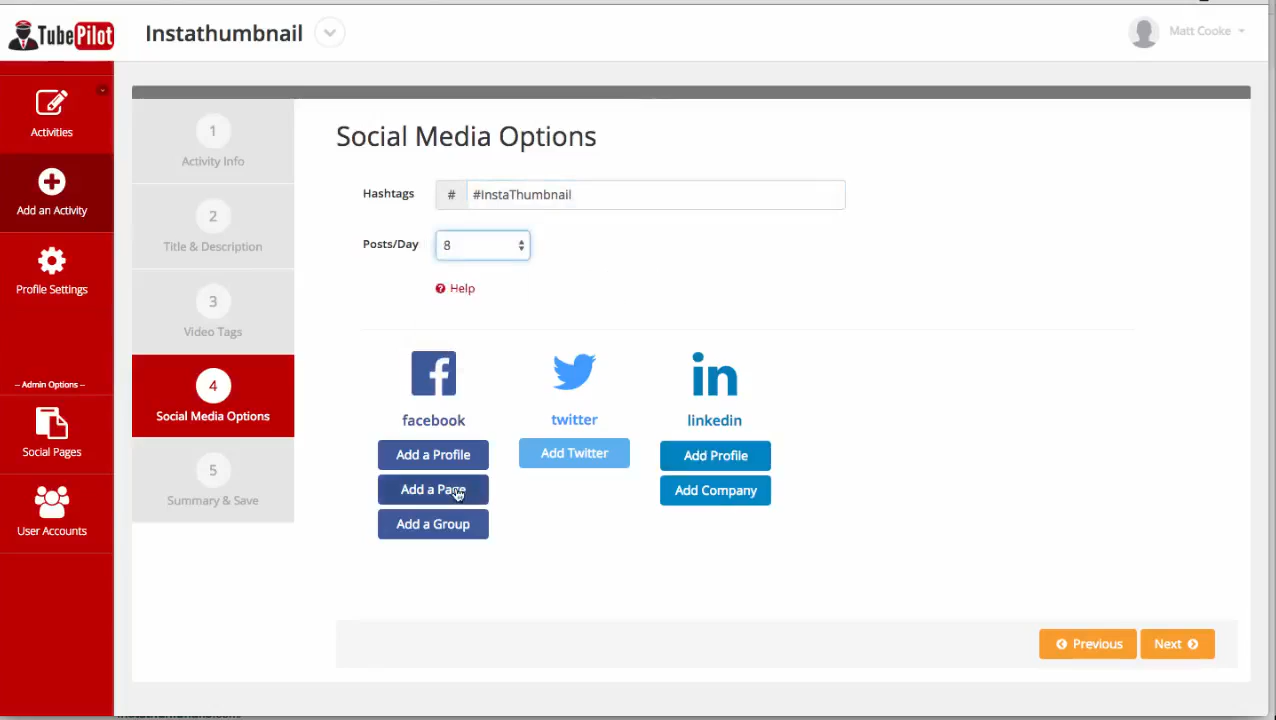 TubePilot
Instathumbnail
Matt Cooke
Activities
Add an Activity
Profile Settings
-- Admin Options --
Social Pages
User Accounts
1
Activity Info
2
Title & Description
3
Video Tags
4
Social Media Options
5
Summary & Save
Social Media Options
Hashtags
# #InstaThumbnail
Posts/Day
8
? Help
f
facebook
Add a Profile
Add a Page
Add a Group
twitter
Add Twitter
in
linkedin
Add Profile
Add Company
Previous
Next